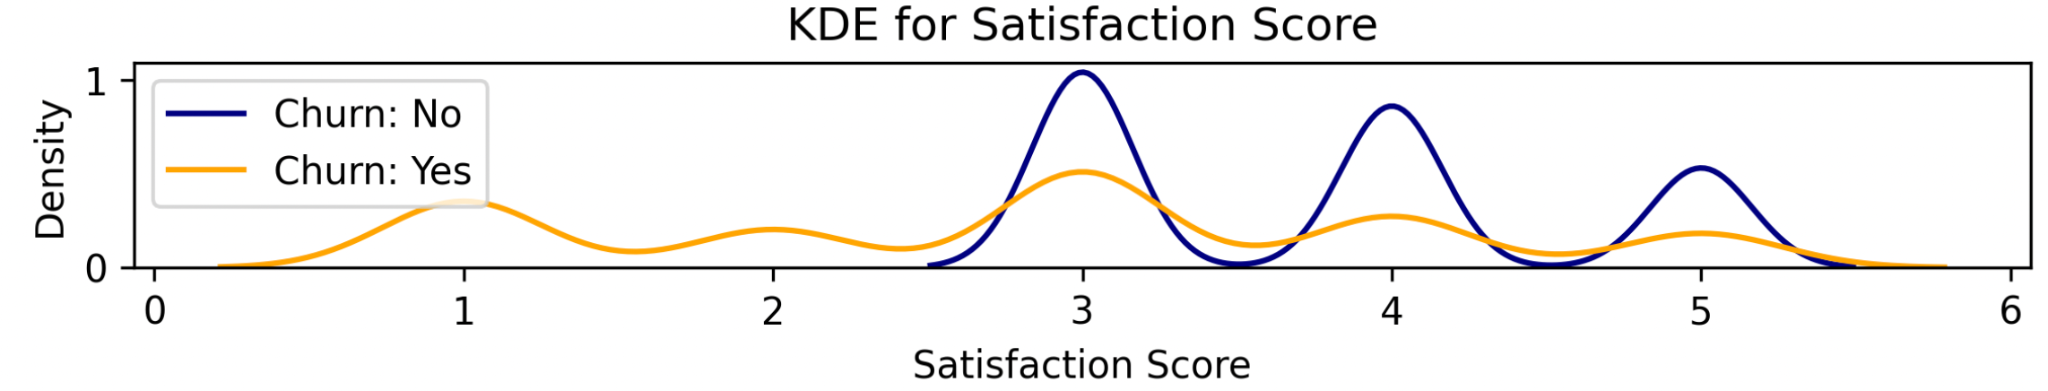 KDE for Satisfaction Score
Density
1
0
Churn: No
Churn: Yes
0 1 2 3 4 5 6
Satisfaction Score